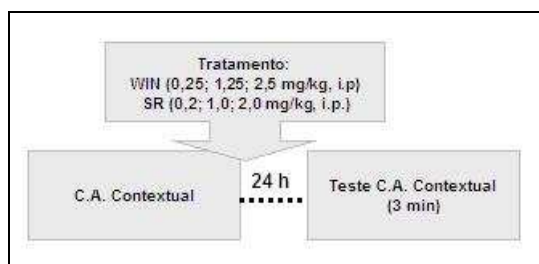 Tratamento:
WIN (0,25; 1,25; 2,5 mg/kg, i.p)
SR (0,2; 1,0; 2,0 mg/kg, i.p.)
C.A. Contextual
24 h
Teste C.A. Contextual
(3 min)